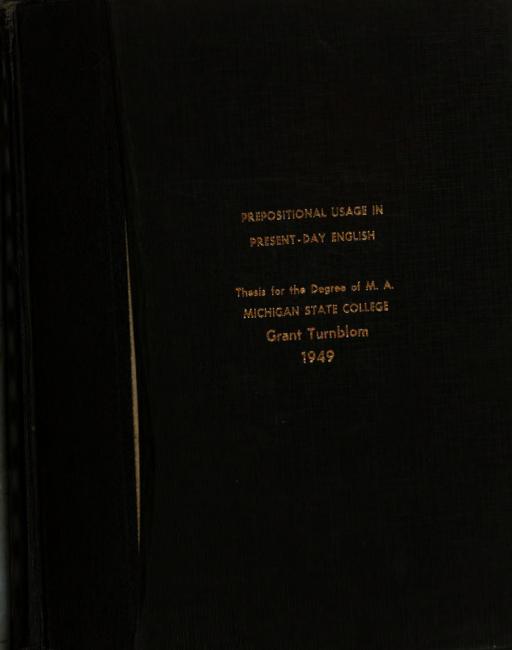 PREPOSITIONAL USAGE IN
PRESENT-DAY ENGLISH
Thesis for the Degree of M. A.
MICHIGAN STATE COLLEGE
Grant Turnblom
1949